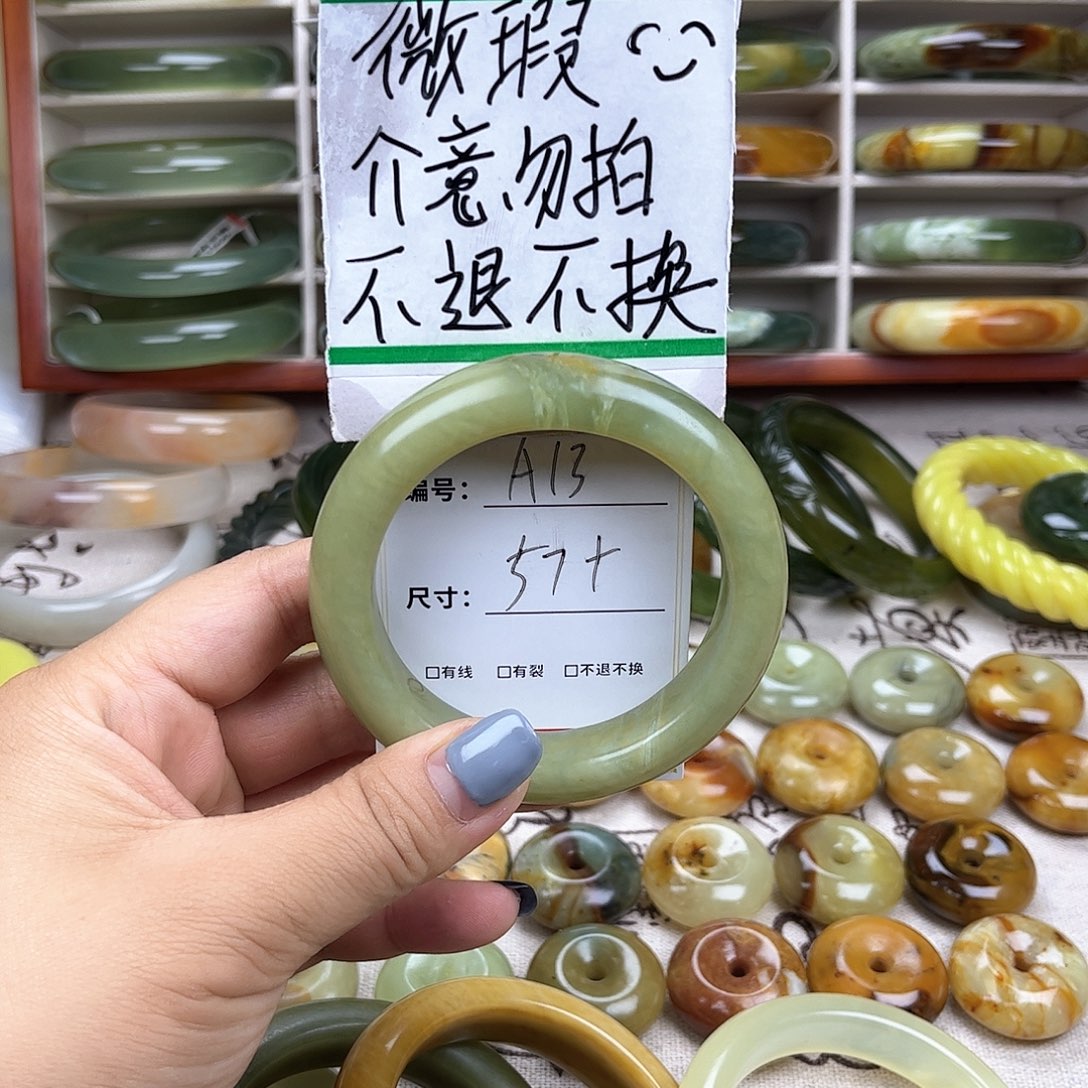 微瑕
介意勿拍
不退不换
编号: A13
尺寸: 57+
□有线 □有裂 □不退不换